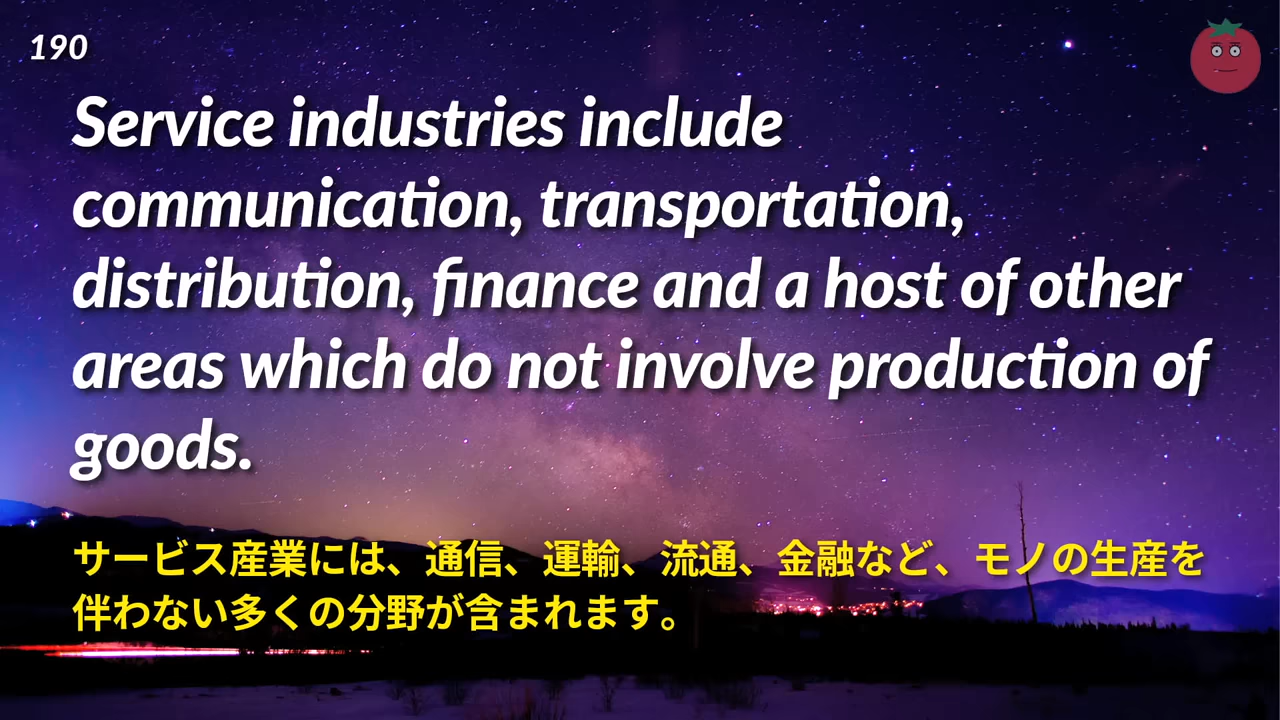 190
Service industries include
communication, transportation,
distribution, finance and a host of other
areas which do not involve production of
goods.
サービス産業には、通信、運輸、流通、金融など、モノの生産を
伴わない多くの分野が含まれます。